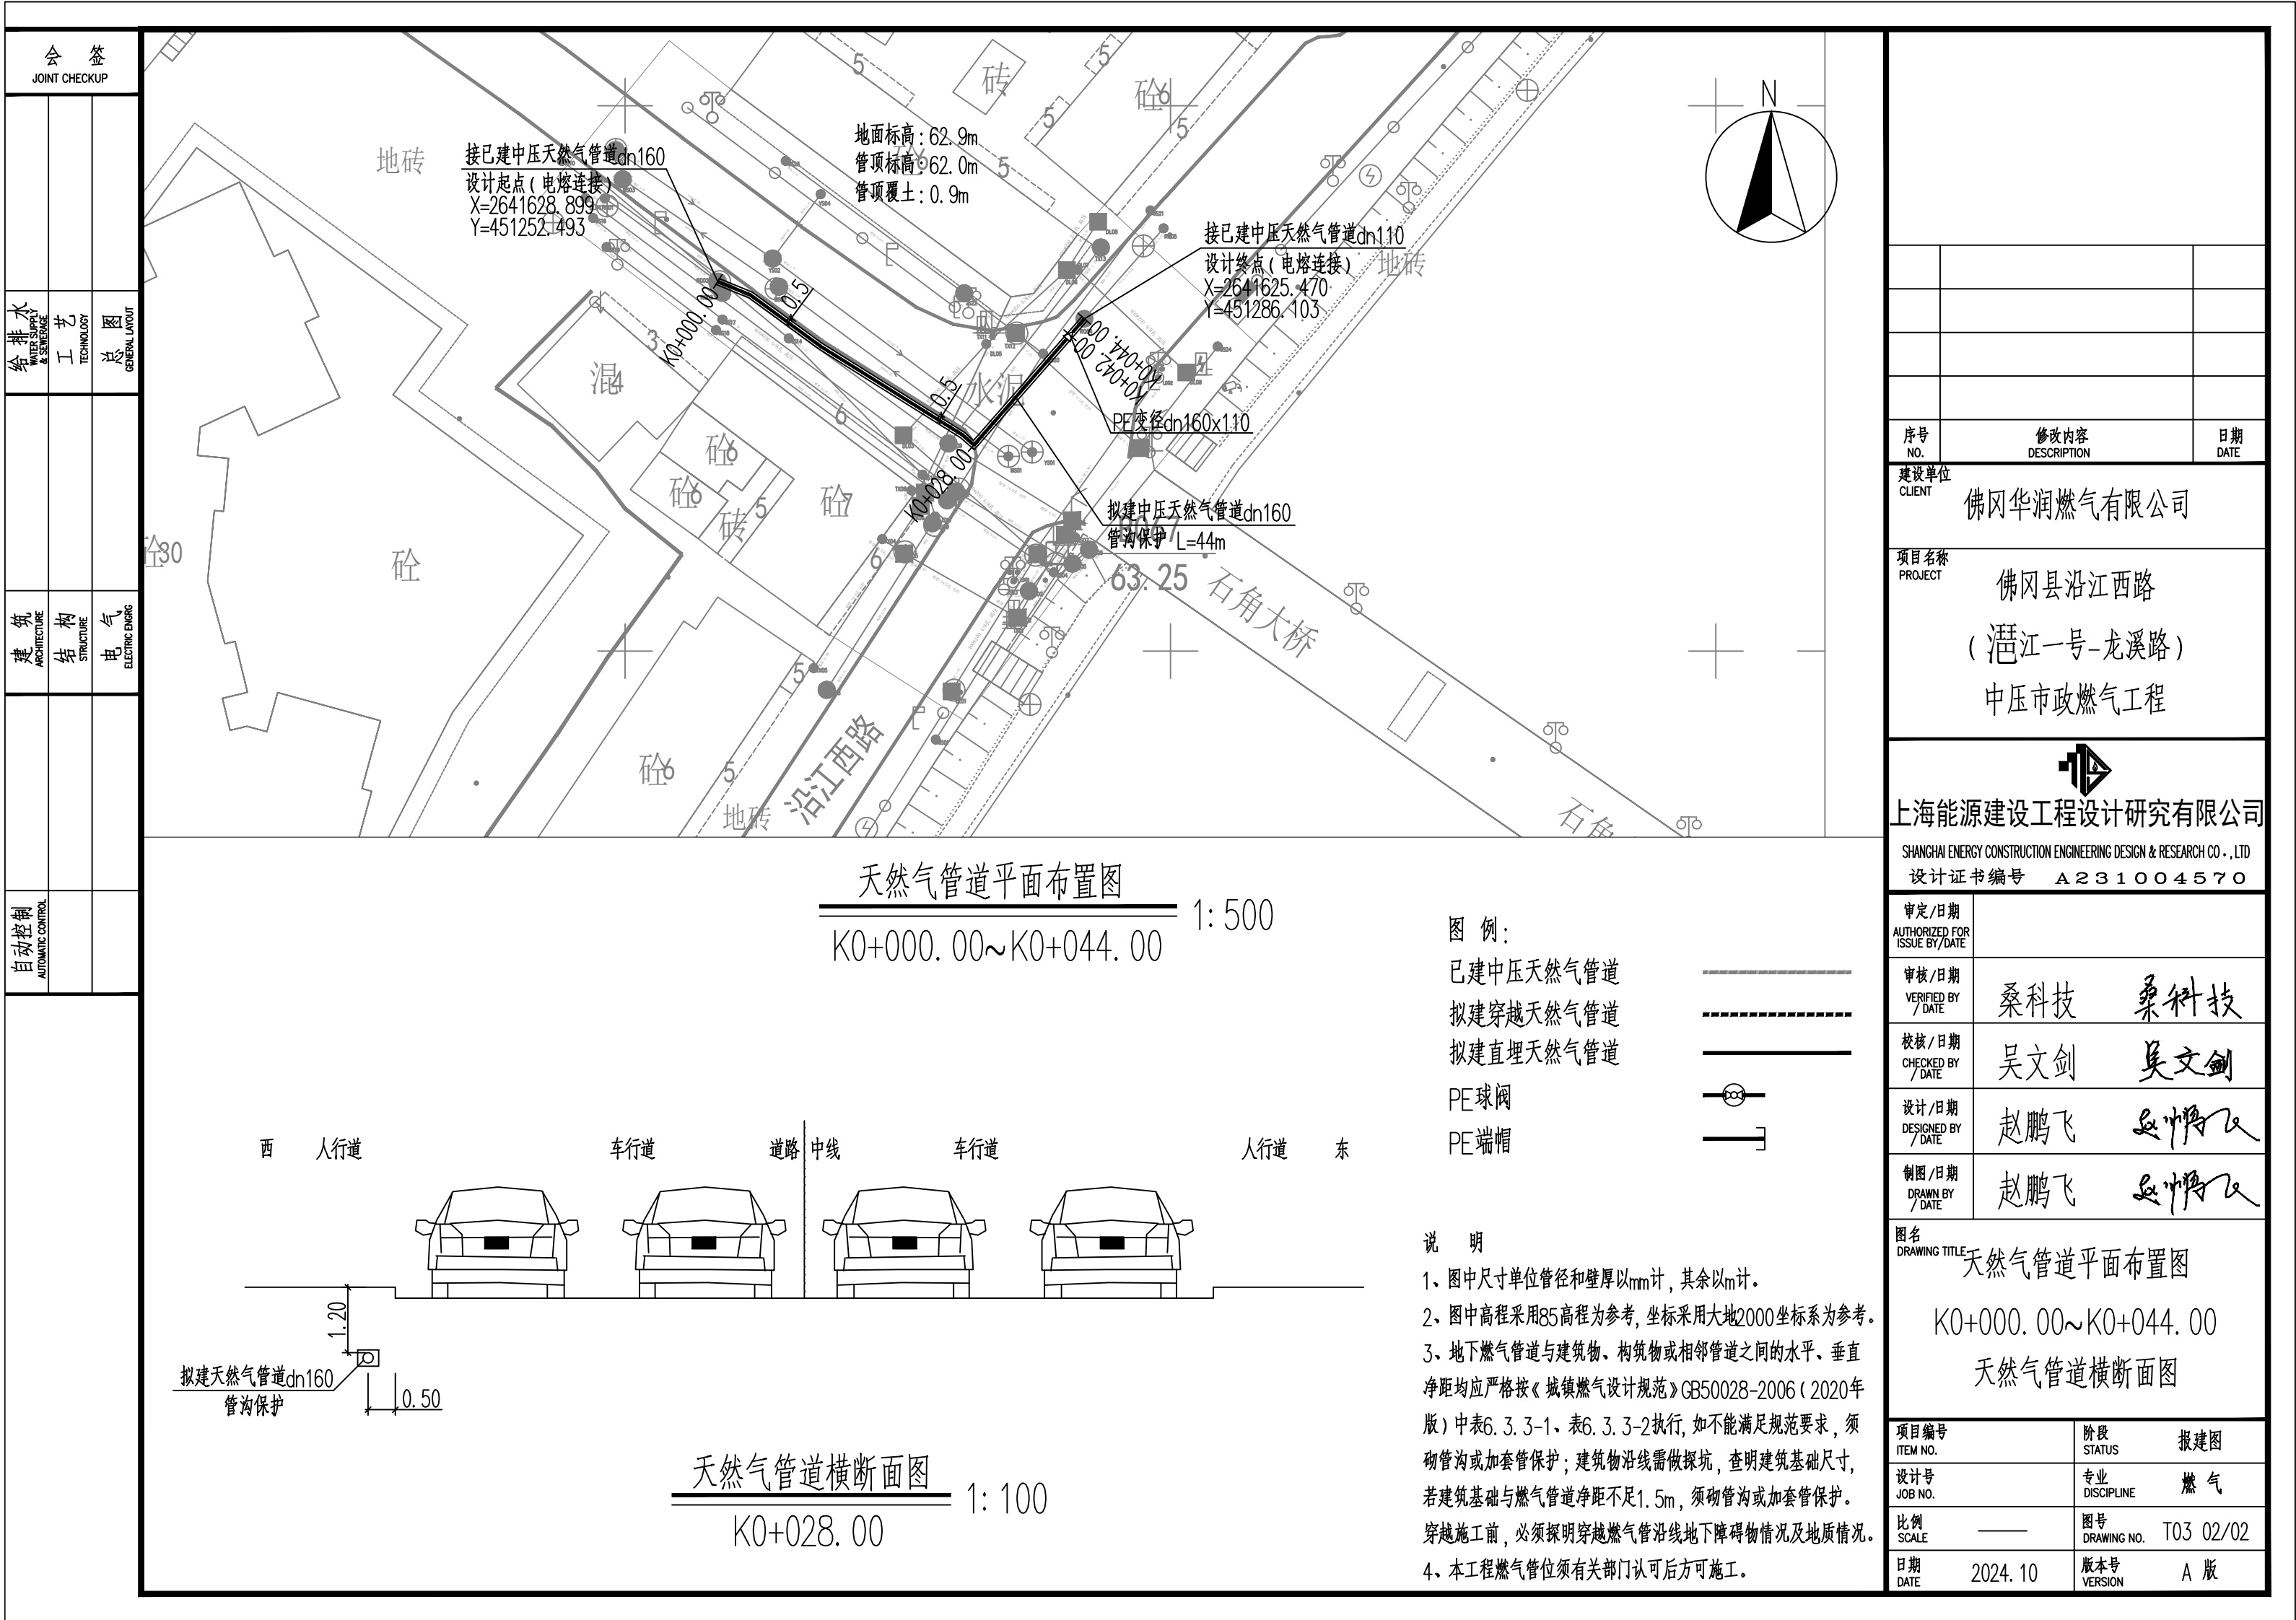 会 签
JOINT CHECKUP
给排水
WATER SUPPLY & SEWERAGE
工艺
TECHNOLOGY
总图
GENERAL LAYOUT
建筑
ARCHITECTURE
结构
STRUCTURE
电气
ELECTRIC ENGRG
自动控制
AUTOMATIC CONTROL
接已建中压天然气管道dn160
设计起点(电熔连接)
X=2641628.899
Y=451252.493
地面标高:62.9m
管顶标高:62.0m
管顶覆土:0.9m
接已建中压天然气管道dn110
设计终点(电熔连接)
X=2641625.470
Y=451286.103
N
地砖
砖
砼6
5
5
5
5
5
地砖
K0+000.00
0.5
0.5
K0+028.00
K0+042.00
K0+044.00
PE变径dn160x110
水泥
3
混4
6
砼6
砼6
砖
5
砼7
6
砼30
砼
拟建中压天然气管道dn160
管沟保护 L=44m
63.25
石角大桥
5
砼6
5
地砖
沿江西路
石角
天然气管道平面布置图
1:500
K0+000.00~K0+044.00
图 例:
已建中压天然气管道
拟建穿越天然气管道
拟建直埋天然气管道
PE球阀
PE端帽
西 人行道 车行道 道路 中线 车行道 人行道 东
1.20
拟建天然气管道dn160
管沟保护
0.50
天然气管道横断面图
1:100
K0+028.00
说 明
1、图中尺寸单位管径和壁厚以mm计,其余以m计。
2、图中高程采用85高程为参考,坐标采用大地2000坐标系为参考。
3、地下燃气管道与建筑物、构筑物或相邻管道之间的水平、垂直
净距均应严格按《城镇燃气设计规范》GB50028-2006(2020年
版)中表6.3.3-1、表6.3.3-2执行,如不能满足规范要求,须
砌管沟或加套管保护;建筑物沿线需做探坑,查明建筑基础尺寸,
若建筑基础与燃气管道净距不足1.5m,须砌管沟或加套管保护。
穿越施工前,必须探明穿越燃气管沿线地下障碍物情况及地质情况。
4、本工程燃气管位须有关部门认可后方可施工。
序号
NO.
修改内容
DESCRIPTION
日期
DATE
建设单位
CLIENT
佛冈华润燃气有限公司
项目名称
PROJECT
佛冈县沿江西路
(湴江一号-龙溪路)
中压市政燃气工程
上海能源建设工程设计研究有限公司
SHANGHAI ENERGY CONSTRUCTION ENGINEERING DESIGN & RESEARCH CO.,LTD
设计证书编号 A231004570
审定/日期
AUTHORIZED FOR ISSUE BY/DATE
审核/日期
VERIFIED BY /DATE
桑科技 桑科技
校核/日期
CHECKED BY /DATE
吴文剑 吴文剑
设计/日期
DESIGNED BY /DATE
赵鹏飞 赵鹏飞
制图/日期
DRAWN BY /DATE
赵鹏飞 赵鹏飞
图名
DRAWING TITLE
天然气管道平面布置图
K0+000.00~K0+044.00
天然气管道横断面图
项目编号
ITEM NO.
阶段
STATUS
报建图
设计号
JOB NO.
专业
DISCIPLINE
燃 气
比例
SCALE
图号
DRAWING NO.
T03 02/02
日期
DATE
2024.10
版本号
VERSION
A 版